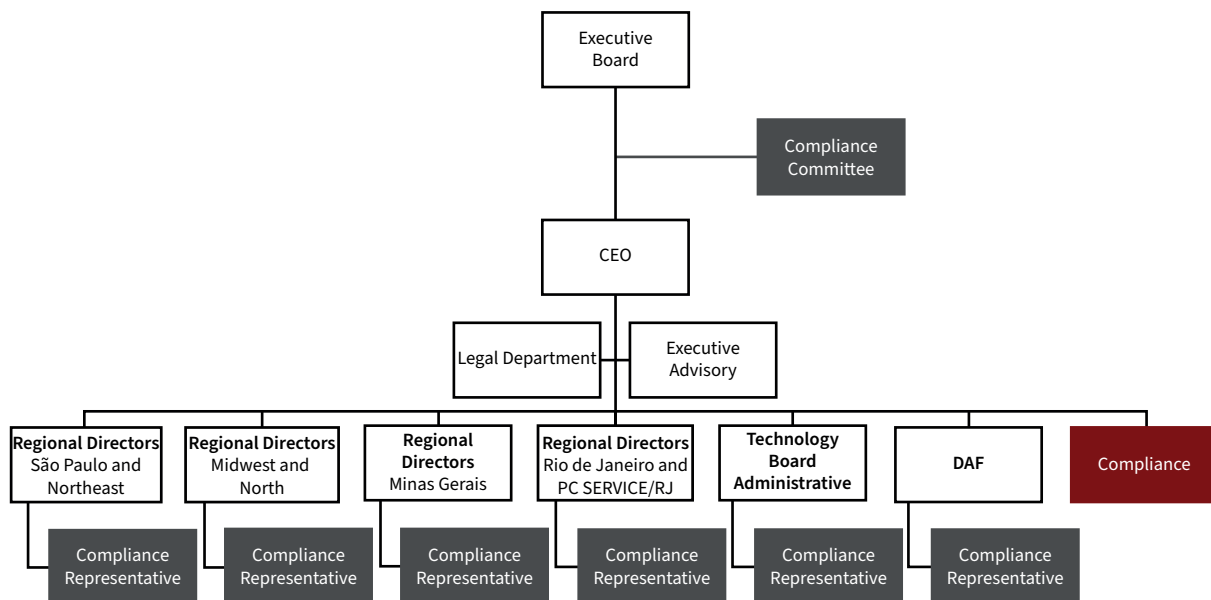 Executive
Board
Compliance
Committee
CEO
Legal Department
Executive
Advisory
Regional Directors
São Paulo and
Northeast
Regional Directors
Midwest and
North
Regional
Directors
Minas Gerais
Regional Directors
Rio de Janeiro and
PC SERVICE/RJ
Technology
Board
Administrative
DAF
Compliance
Compliance
Representative
Compliance
Representative
Compliance
Representative
Compliance
Representative
Compliance
Representative
Compliance
Representative